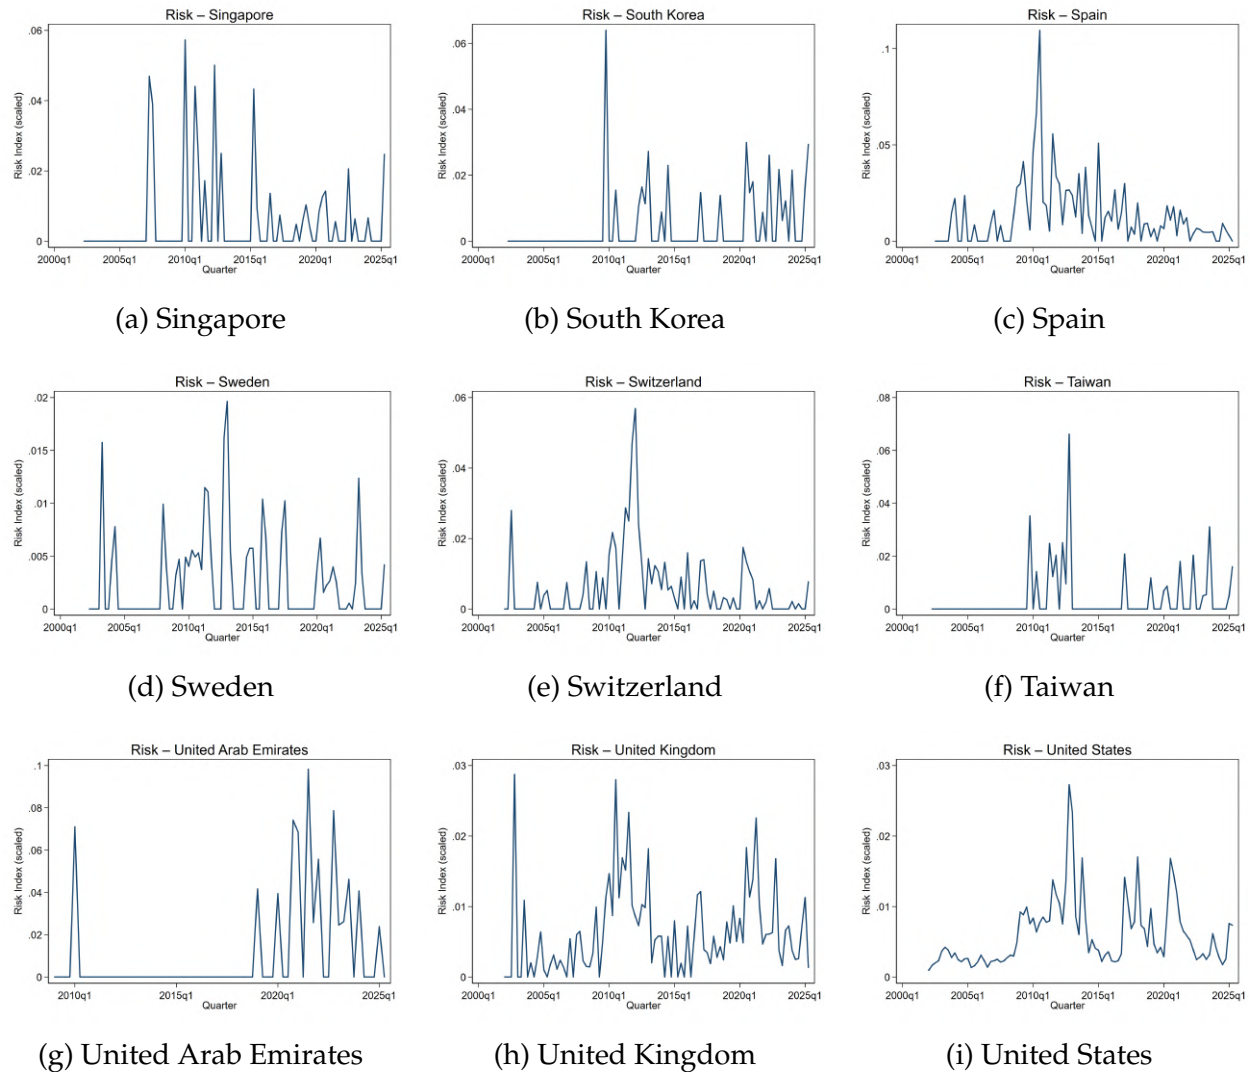 Risk – Singapore
.06
.04
.02
0
Risk Index (scaled)
2000q1 2005q1 2010q1 2015q1 2020q1 2025q1
Quarter
(a) Singapore
Risk – South Korea
.06
.04
.02
0
Risk Index (scaled)
2000q1 2005q1 2010q1 2015q1 2020q1 2025q1
Quarter
(b) South Korea
Risk – Spain
.1
.05
0
Risk Index (scaled)
2000q1 2005q1 2010q1 2015q1 2020q1 2025q1
Quarter
(c) Spain
Risk – Sweden
.02
.015
.01
.005
0
Risk Index (scaled)
2000q1 2005q1 2010q1 2015q1 2020q1 2025q1
Quarter
(d) Sweden
Risk – Switzerland
.06
.04
.02
0
Risk Index (scaled)
2000q1 2005q1 2010q1 2015q1 2020q1 2025q1
Quarter
(e) Switzerland
Risk – Taiwan
.08
.06
.04
.02
0
Risk Index (scaled)
2000q1 2005q1 2010q1 2015q1 2020q1 2025q1
Quarter
(f) Taiwan
Risk – United Arab Emirates
.1
.08
.06
.04
.02
0
Risk Index (scaled)
2010q1 2015q1 2020q1 2025q1
Quarter
(g) United Arab Emirates
Risk – United Kingdom
.03
.02
.01
0
Risk Index (scaled)
2000q1 2005q1 2010q1 2015q1 2020q1 2025q1
Quarter
(h) United Kingdom
Risk – United States
.03
.02
.01
0
Risk Index (scaled)
2000q1 2005q1 2010q1 2015q1 2020q1 2025q1
Quarter
(i) United States